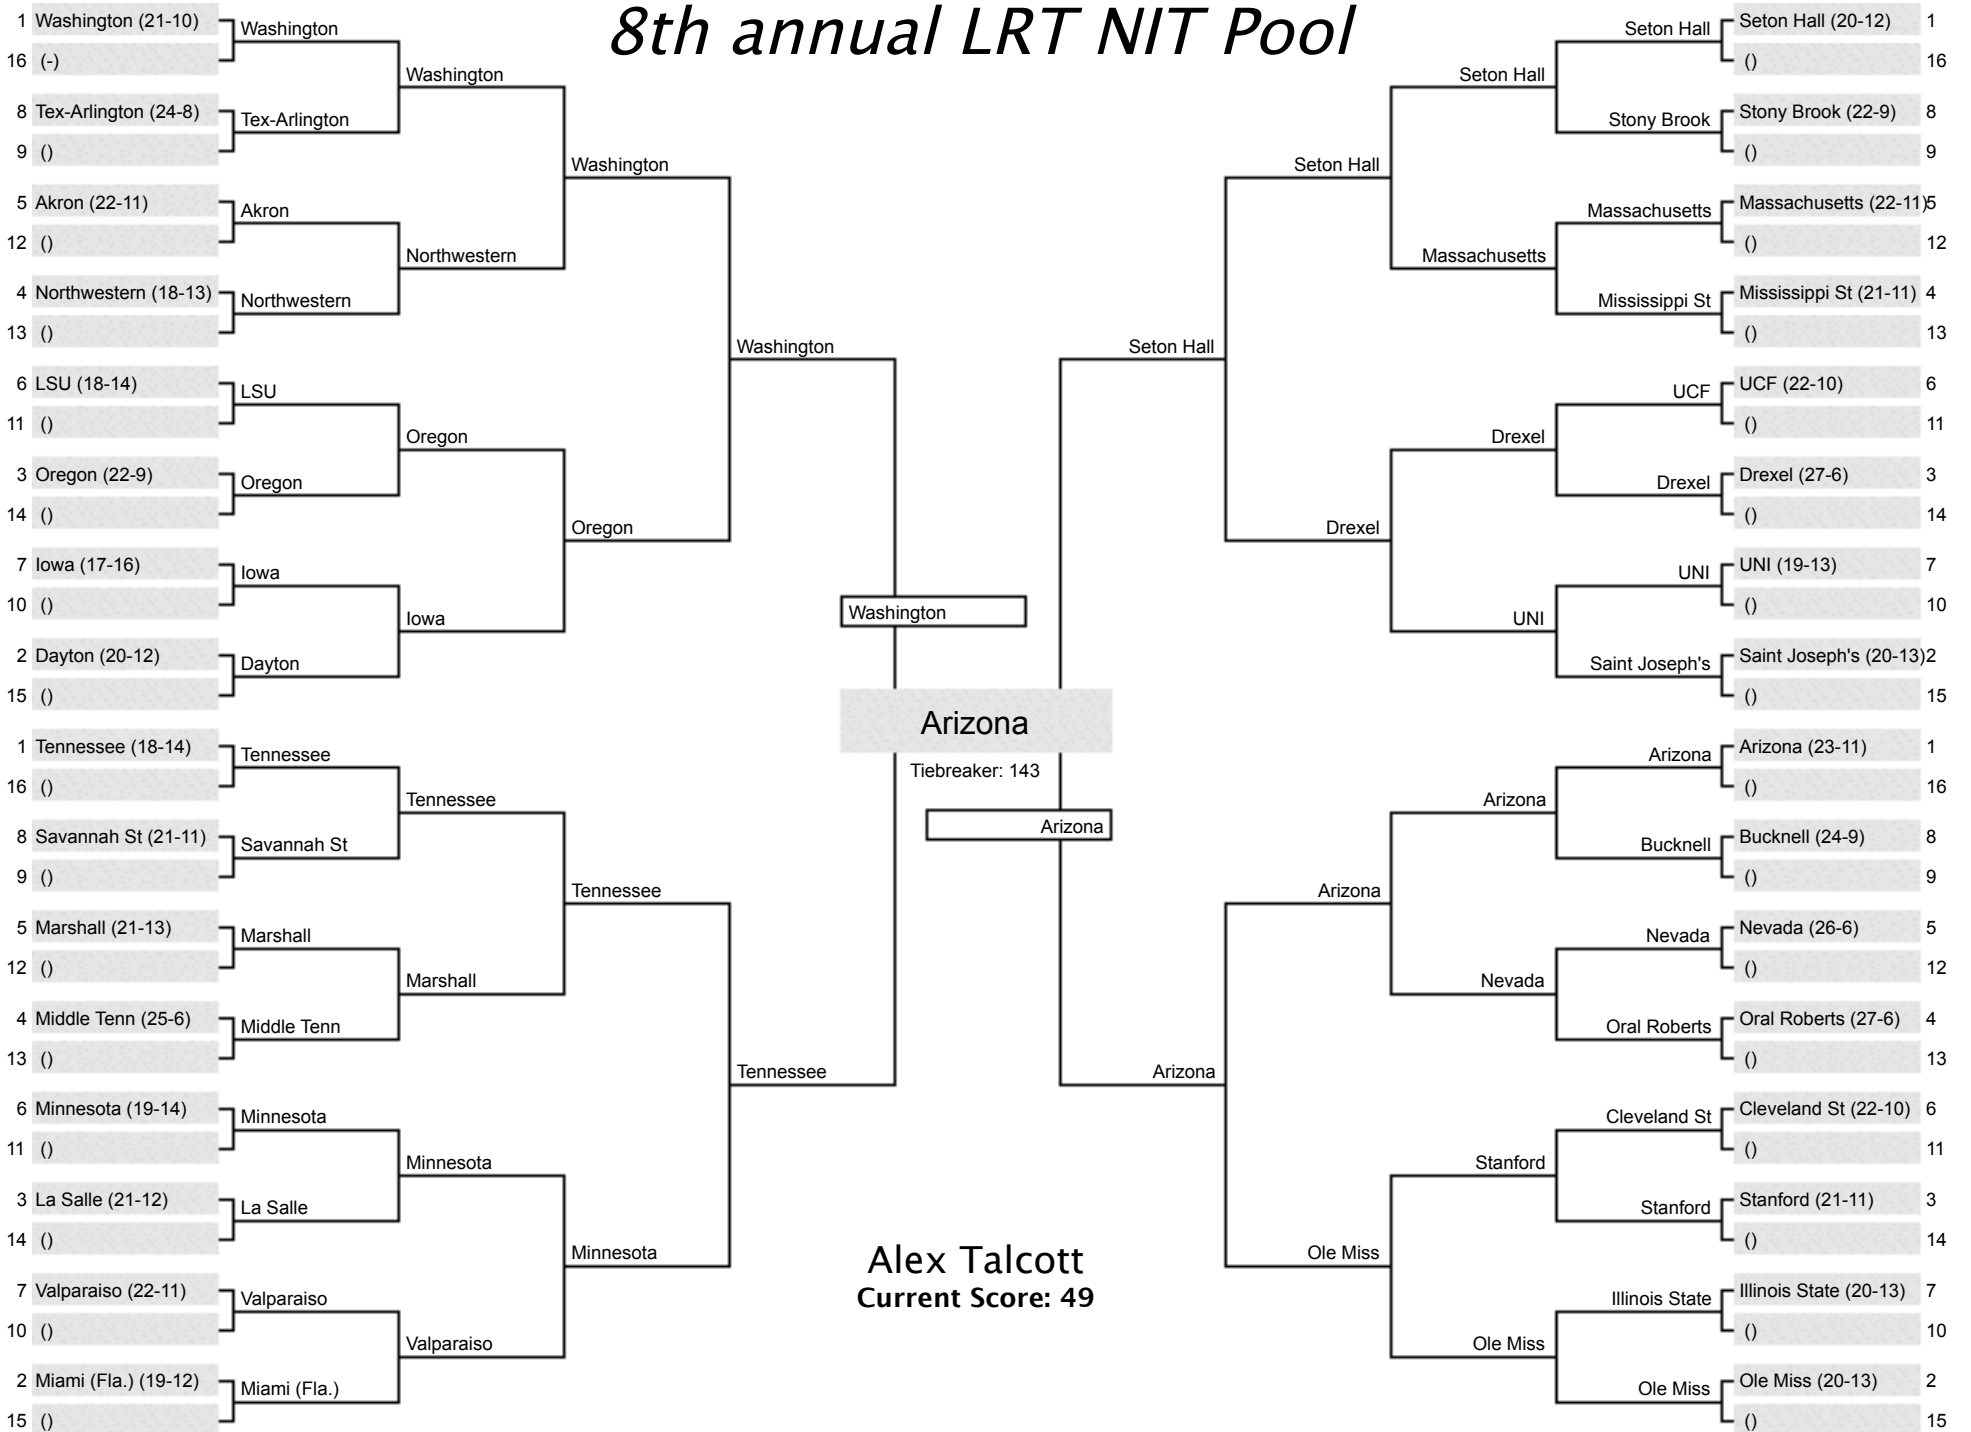 8th annual LRT NIT Pool
1 Washington (21-10)
16 (-)
8 Tex-Arlington (24-8)
9 ()
5 Akron (22-11)
12 ()
4 Northwestern (18-13)
13 ()
6 LSU (18-14)
11 ()
3 Oregon (22-9)
14 ()
7 Iowa (17-16)
10 ()
2 Dayton (20-12)
15 ()
1 Tennessee (18-14)
16 ()
8 Savannah St (21-11)
9 ()
5 Marshall (21-13)
12 ()
4 Middle Tenn (25-6)
13 ()
6 Minnesota (19-14)
11 ()
3 La Salle (21-12)
14 ()
7 Valparaiso (22-11)
10 ()
2 Miami (Fla.) (19-12)
15 ()
Washington
Tex-Arlington
Akron
Northwestern
LSU
Oregon
Iowa
Dayton
Tennessee
Savannah St
Marshall
Middle Tenn
Minnesota
La Salle
Valparaiso
Miami (Fla.)
Washington
Northwestern
Oregon
Iowa
Tennessee
Marshall
Minnesota
Valparaiso
Washington
Oregon
Tennessee
Minnesota
Washington
Tennessee
Washington
Arizona
Tiebreaker: 143
Arizona
Alex Talcott
Current Score: 49
Seton Hall
Arizona
Seton Hall
Drexel
Arizona
Ole Miss
Seton Hall
Massachusetts
Drexel
UNI
Arizona
Nevada
Stanford
Ole Miss
Seton Hall
Stony Brook
Massachusetts
Mississippi St
UCF
Drexel
UNI
Saint Joseph's
Arizona
Bucknell
Nevada
Oral Roberts
Cleveland St
Stanford
Illinois State
Ole Miss
Seton Hall (20-12) 1
() 16
Stony Brook (22-9) 8
() 9
Massachusetts (22-11) 5
() 12
Mississippi St (21-11) 4
() 13
UCF (22-10) 6
() 11
Drexel (27-6) 3
() 14
UNI (19-13) 7
() 10
Saint Joseph's (20-13) 2
() 15
Arizona (23-11) 1
() 16
Bucknell (24-9) 8
() 9
Nevada (26-6) 5
() 12
Oral Roberts (27-6) 4
() 13
Cleveland St (22-10) 6
() 11
Stanford (21-11) 3
() 14
Illinois State (20-13) 7
() 10
Ole Miss (20-13) 2
() 15